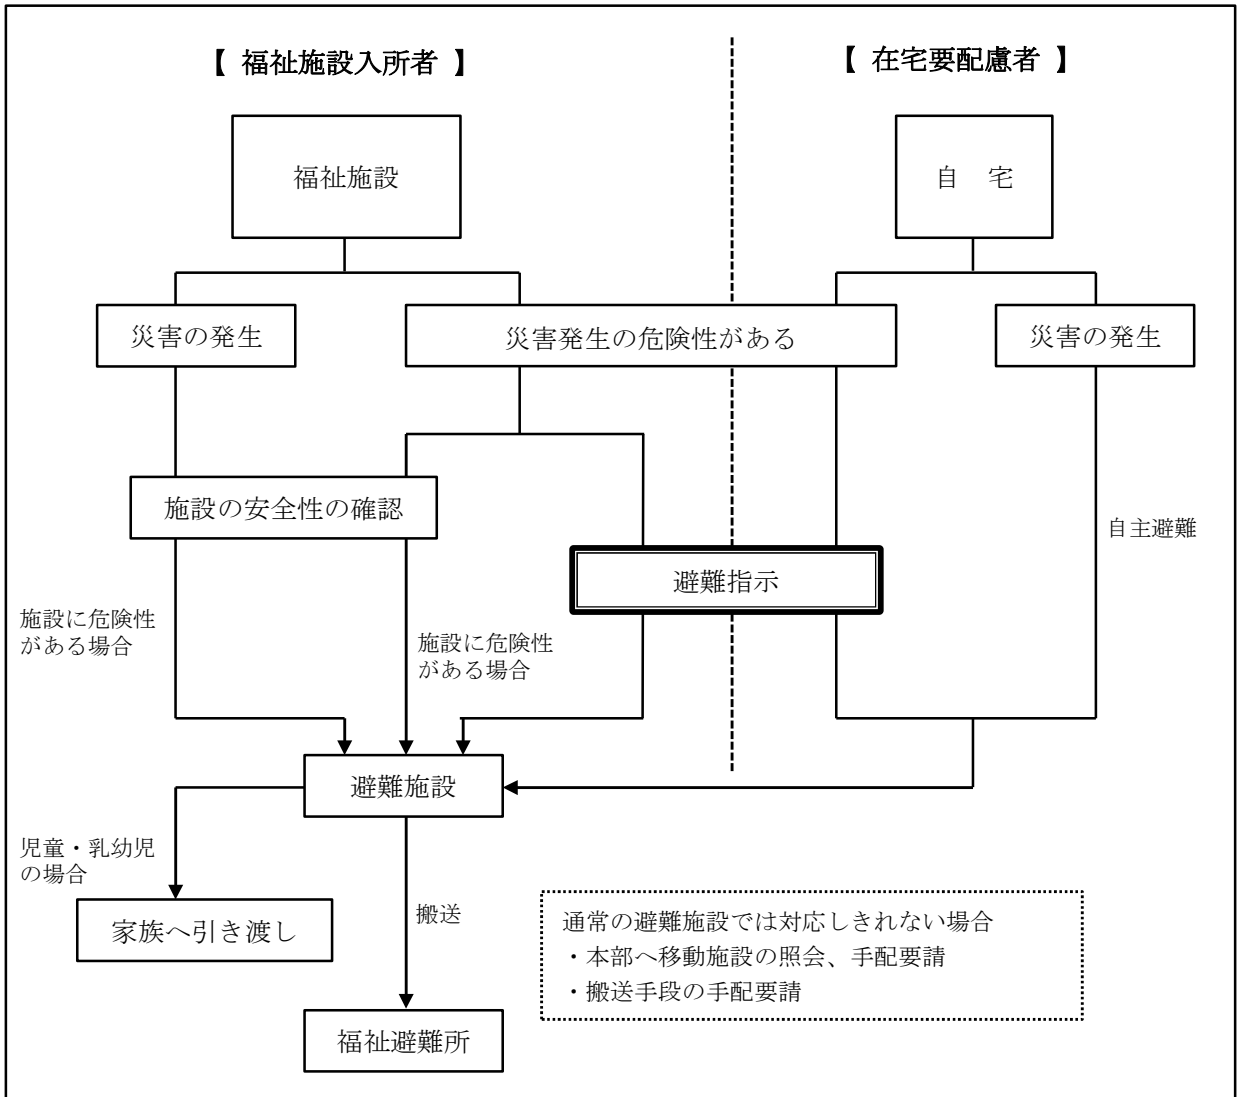 【 福祉施設入所者 】
【 在宅要配慮者 】
福祉施設
自　宅
災害の発生
災害発生の危険性がある
災害の発生
施設の安全性の確認
自主避難
避難指示
施設に危険性
がある場合
施設に危険性
がある場合
避難施設
児童・乳幼児
の場合
家族へ引き渡し
搬送
通常の避難施設では対応しきれない場合
・本部へ移動施設の照会、手配要請
・搬送手段の手配要請
福祉避難所